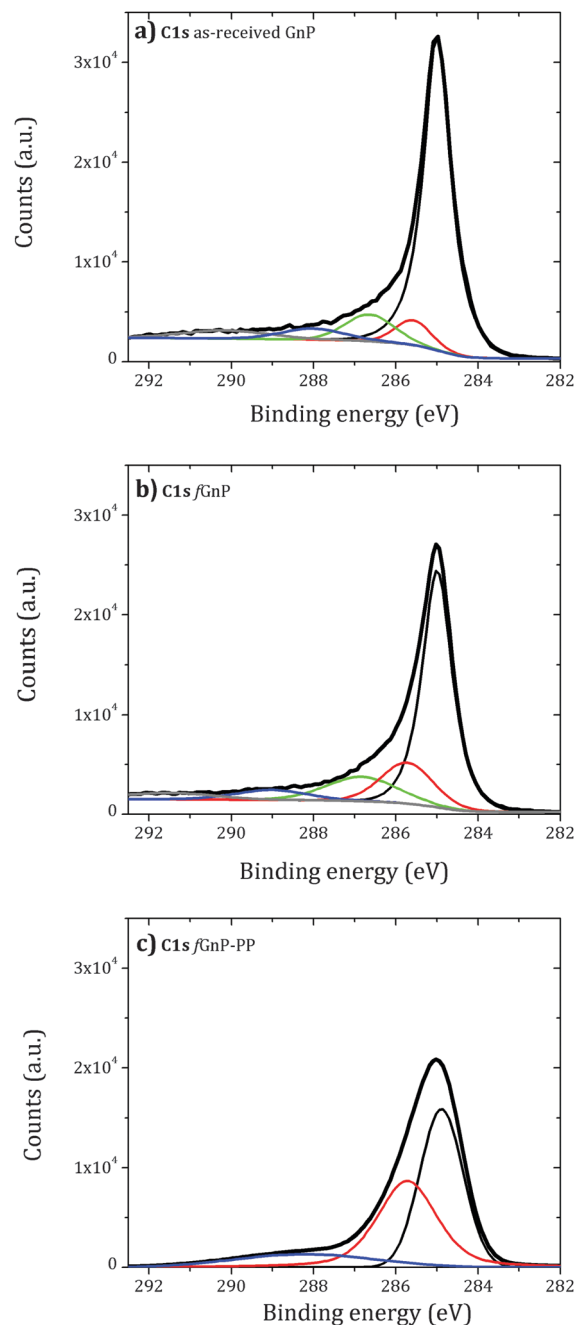 a) C1s as-received GnP
Counts (a.u.)
3x10⁴
2x10⁴
1x10⁴
0
292 290 288 286 284 282
Binding energy (eV)
b) C1s fGnP
Counts (a.u.)
3x10⁴
2x10⁴
1x10⁴
0
292 290 288 286 284 282
Binding energy (eV)
c) C1s fGnP-PP
Counts (a.u.)
3x10⁴
2x10⁴
1x10⁴
0
292 290 288 286 284 282
Binding energy (eV)